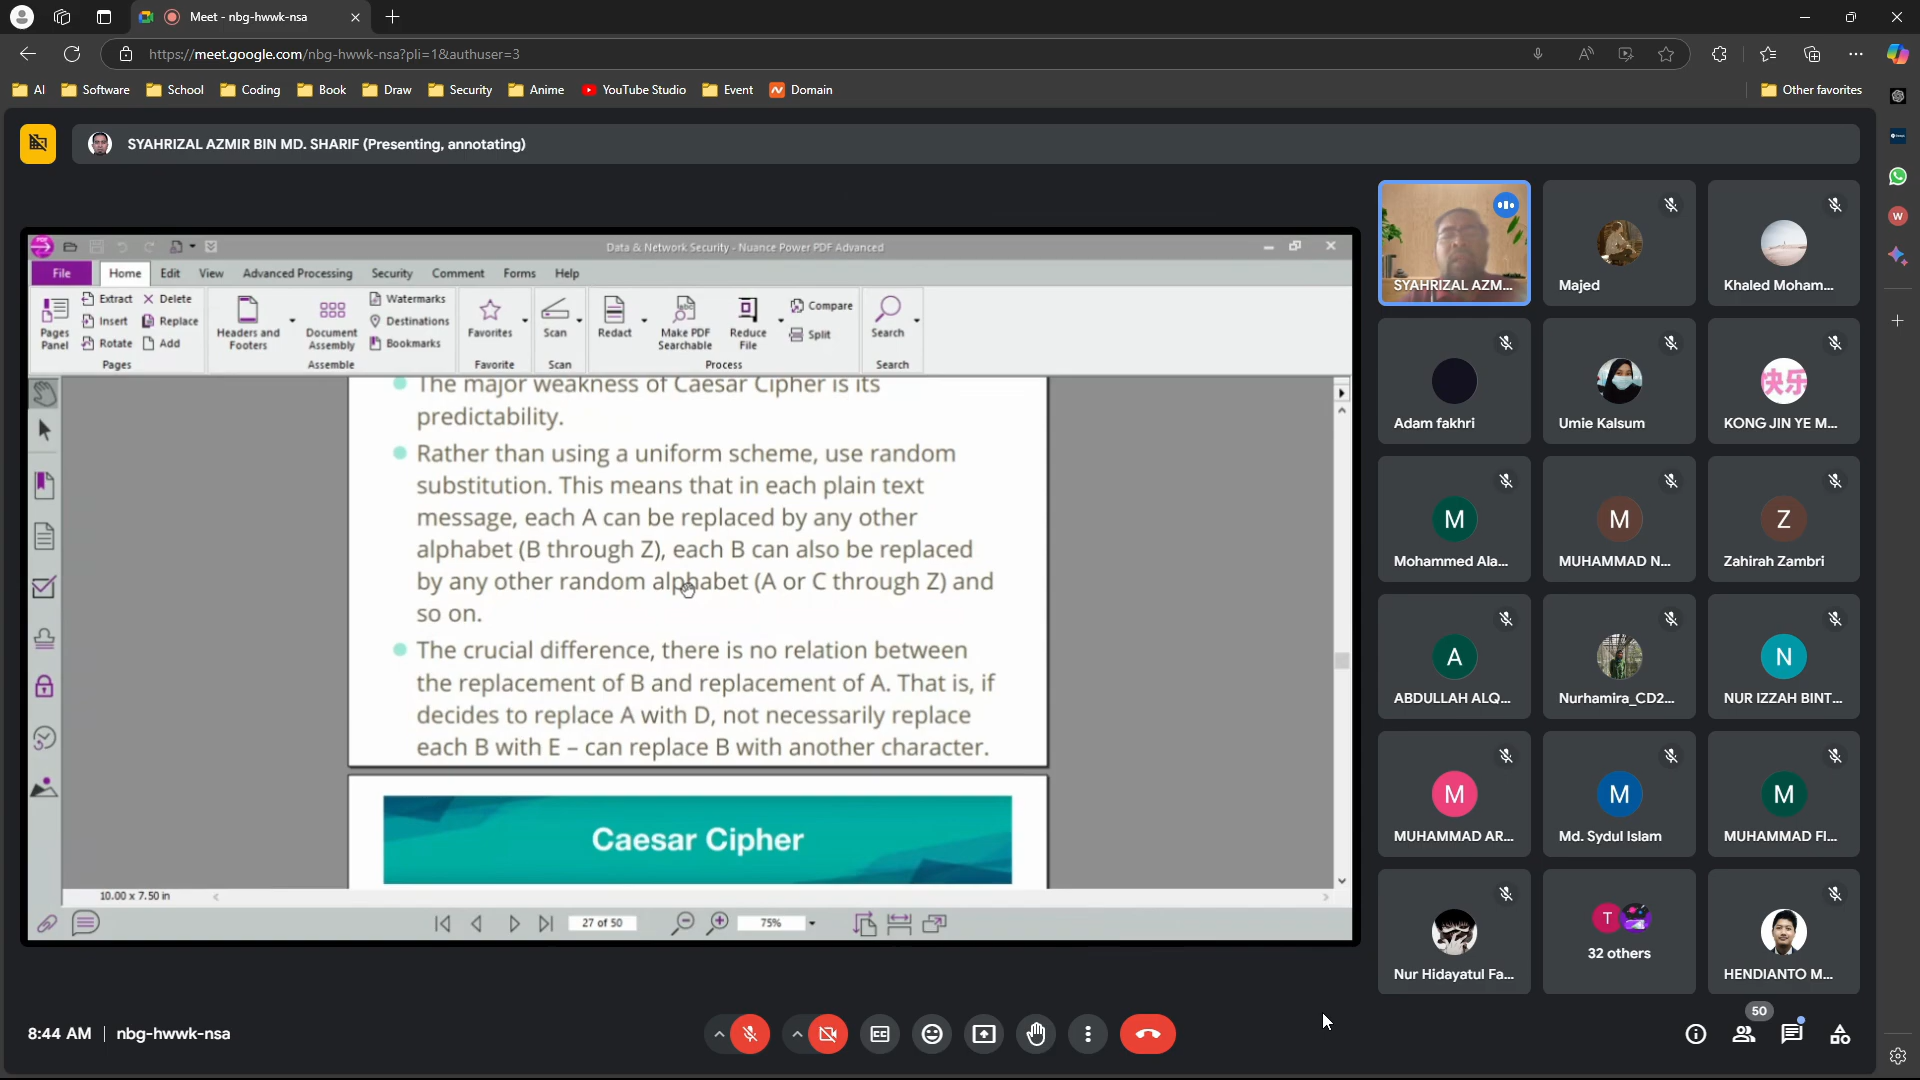 Meet - nbg-hwwk-nsa
https://meet.google.com/nbg-hwwk-nsa?pli=1&authuser=3
AI Software School Coding Book Draw Security Anime YouTube Studio Event Domain Other favorites
SYAHRIZAL AZMIR BIN MD. SHARIF (Presenting, annotating)
Data & Network Security - Nuance Power PDF Advanced
File Home Edit View Advanced Processing Security Comment Forms Help
Pages Panel
Extract Delete
Insert Replace
Rotate Add
Pages
Headers and Footers
Document Assembly
Watermarks
Destinations
Bookmarks
Assemble
Favorites
Favorite
Scan
Scan
Redact
Make PDF Searchable
Reduce File
Compare
Split
Process
Search
Search
The major weakness of Caesar Cipher is its
predictability.
Rather than using a uniform scheme, use random
substitution. This means that in each plain text
message, each A can be replaced by any other
alphabet (B through Z), each B can also be replaced
by any other random alphabet (A or C through Z) and
so on.
The crucial difference, there is no relation between
the replacement of B and replacement of A. That is, if
decides to replace A with D, not necessarily replace
each B with E – can replace B with another character.
Caesar Cipher
10.00 x 7.50 in
27 of 50
75%
SYAHRIZAL AZM...
Majed
Khaled Moham...
Adam fakhri
Umie Kalsum
快乐
KONG JIN YE M...
M
Mohammed Ala...
M
MUHAMMAD N...
Z
Zahirah Zambri
A
ABDULLAH ALQ...
Nurhamira_CD2...
N
NUR IZZAH BINT...
M
MUHAMMAD AR...
M
Md. Sydul Islam
M
MUHAMMAD FI...
Nur Hidayatul Fa...
T
32 others
HENDIANTO M...
8:44 AM | nbg-hwwk-nsa
50